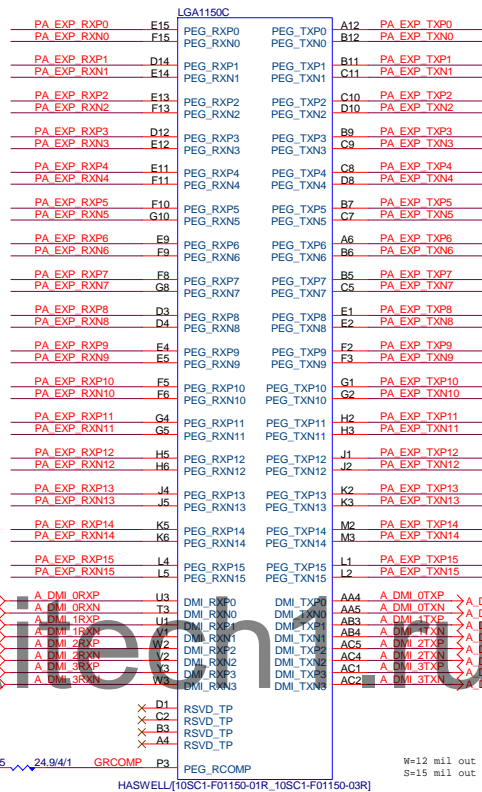 LGA1150C
PA_EXP_RXP0 E15 PEG_RXP0 PEG_TXP0 A12 PA_EXP_TXP0
PA_EXP_RXN0 F15 PEG_RXN0 PEG_TXN0 B12 PA_EXP_TXN0
PA_EXP_RXP1 D14 PEG_RXP1 PEG_TXP1 B11 PA_EXP_TXP1
PA_EXP_RXN1 E14 PEG_RXN1 PEG_TXN1 C11 PA_EXP_TXN1
PA_EXP_RXP2 E13 PEG_RXP2 PEG_TXP2 C10 PA_EXP_TXP2
PA_EXP_RXN2 F13 PEG_RXN2 PEG_TXN2 D10 PA_EXP_TXN2
PA_EXP_RXP3 D12 PEG_RXP3 PEG_TXP3 B9 PA_EXP_TXP3
PA_EXP_RXN3 E12 PEG_RXN3 PEG_TXN3 C9 PA_EXP_TXN3
PA_EXP_RXP4 E11 PEG_RXP4 PEG_TXP4 C8 PA_EXP_TXP4
PA_EXP_RXN4 F11 PEG_RXN4 PEG_TXN4 D8 PA_EXP_TXN4
PA_EXP_RXP5 F10 PEG_RXP5 PEG_TXP5 B7 PA_EXP_TXP5
PA_EXP_RXN5 G10 PEG_RXN5 PEG_TXN5 C7 PA_EXP_TXN5
PA_EXP_RXP6 E9 PEG_RXP6 PEG_TXP6 A6 PA_EXP_TXP6
PA_EXP_RXN6 F9 PEG_RXN6 PEG_TXN6 B6 PA_EXP_TXN6
PA_EXP_RXP7 F8 PEG_RXP7 PEG_TXP7 B5 PA_EXP_TXP7
PA_EXP_RXN7 G8 PEG_RXN7 PEG_TXN7 C5 PA_EXP_TXN7
PA_EXP_RXP8 D3 PEG_RXP8 PEG_TXP8 E1 PA_EXP_TXP8
PA_EXP_RXN8 D4 PEG_RXN8 PEG_TXN8 E2 PA_EXP_TXN8
PA_EXP_RXP9 E4 PEG_RXP9 PEG_TXP9 F2 PA_EXP_TXP9
PA_EXP_RXN9 E5 PEG_RXN9 PEG_TXN9 F3 PA_EXP_TXN9
PA_EXP_RXP10 F5 PEG_RXP10 PEG_TXP10 G1 PA_EXP_TXP10
PA_EXP_RXN10 F6 PEG_RXN10 PEG_TXN10 G2 PA_EXP_TXN10
PA_EXP_RXP11 G4 PEG_RXP11 PEG_TXP11 H2 PA_EXP_TXP11
PA_EXP_RXN11 G5 PEG_RXN11 PEG_TXN11 H3 PA_EXP_TXN11
PA_EXP_RXP12 H5 PEG_RXP12 PEG_TXP12 J1 PA_EXP_TXP12
PA_EXP_RXN12 H6 PEG_RXN12 PEG_TXN12 J2 PA_EXP_TXN12
PA_EXP_RXP13 J4 PEG_RXP13 PEG_TXP13 K2 PA_EXP_TXP13
PA_EXP_RXN13 J5 PEG_RXN13 PEG_TXN13 K3 PA_EXP_TXN13
PA_EXP_RXP14 K5 PEG_RXP14 PEG_TXP14 M2 PA_EXP_TXP14
PA_EXP_RXN14 K6 PEG_RXN14 PEG_TXN14 M3 PA_EXP_TXN14
PA_EXP_RXP15 L4 PEG_RXP15 PEG_TXP15 L1 PA_EXP_TXP15
PA_EXP_RXN15 L5 PEG_RXN15 PEG_TXN15 L2 PA_EXP_TXN15
A_DMI_0RXP U3 DMI_RXP0 DMI_TXP0 AA4 A_DMI_0TXP
A_DMI_0RXN T3 DMI_RXN0 DMI_TXN0 AA5 A_DMI_0TXN
A_DMI_1RXP U1 DMI_RXP1 DMI_TXP1 AB3 A_DMI_1TXP
A_DMI_1RXN V1 DMI_RXN1 DMI_TXN1 AB4 A_DMI_1TXN
A_DMI_2RXP W2 DMI_RXP2 DMI_TXP2 AC5 A_DMI_2TXP
A_DMI_2RXN V2 DMI_RXN2 DMI_TXN2 AC4 A_DMI_2TXN
A_DMI_3RXP Y3 DMI_RXP3 DMI_TXP3 AC1 A_DMI_3TXP
A_DMI_3RXN W3 DMI_RXN3 DMI_TXN3 AC2 A_DMI_3TXN
itech1.ru
D1 RSVD_TP
C2 RSVD_TP
B3 RSVD_TP
A4 RSVD_TP
24.9/4/1 GRCOMP P3 PEG_RCOMP
W=12 mil out
S=15 mil out
HASWELL/[10SC1-F01150-01R_10SC1-F01150-03R]